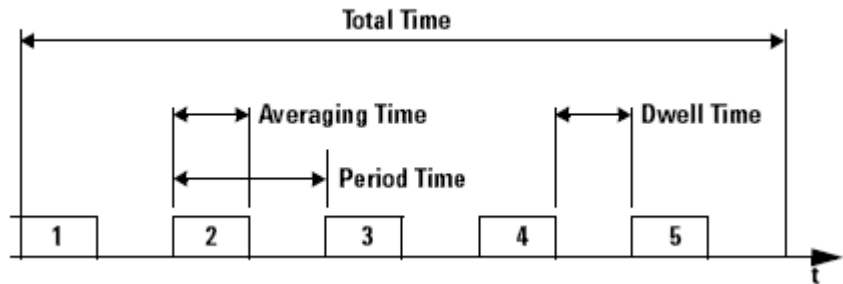 Total Time
Averaging Time
Dwell Time
Period Time
1 2 3 4 5
t